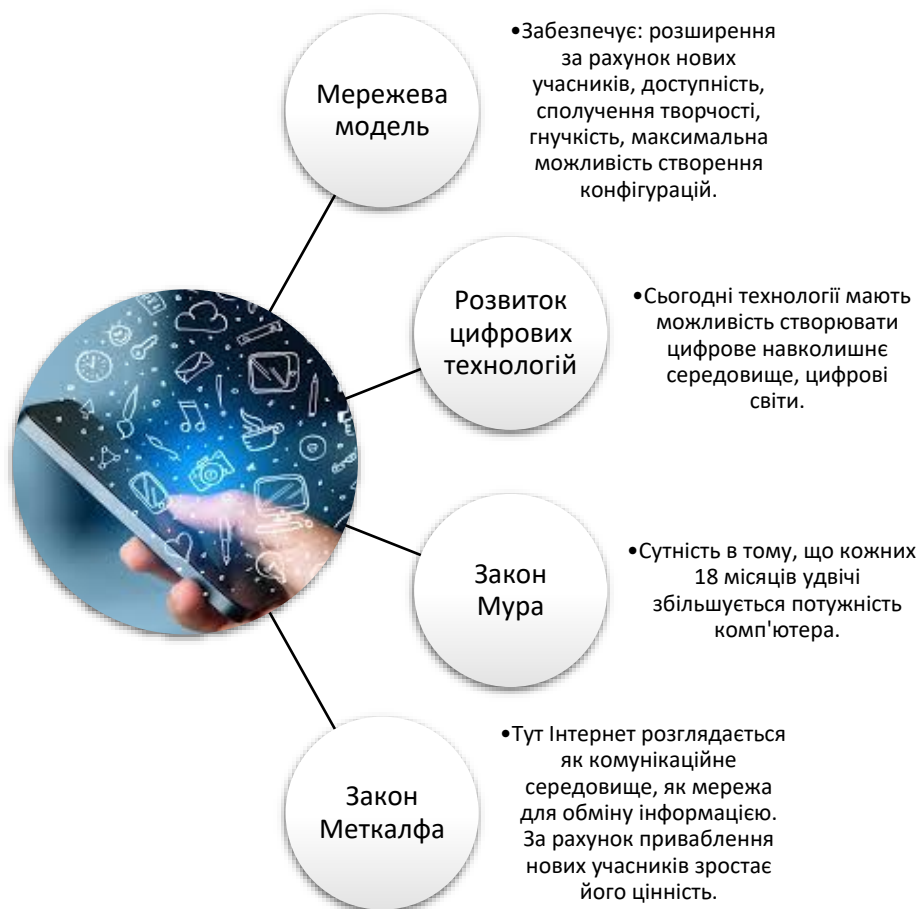 Мережева
модель
•Забезпечує: розширення
за рахунок нових
учасників, доступність,
сполучення творчості,
гнучкість, максимальна
можливість створення
конфігурацій.
Розвиток
цифрових
технологій
•Сьогодні технології мають
можливість створювати
цифрове навколишнє
середовище, цифрові
світи.
Закон
Мура
•Сутність в тому, що кожних
18 місяців удвічі
збільшується потужність
комп'ютера.
Закон
Меткалфа
•Тут Інтернет розглядається
як комунікаційне
середовище, як мережа
для обміну інформацією.
За рахунок приваблення
нових учасників зростає
його цінність.